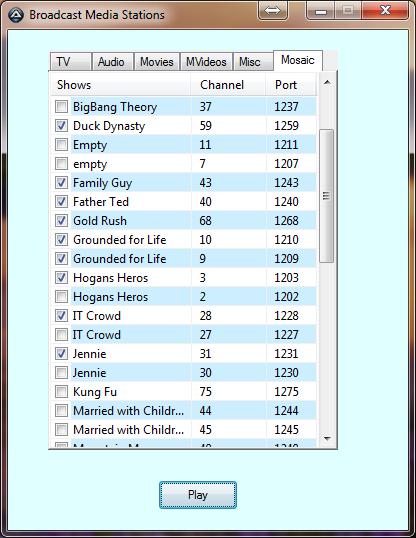 Broadcast Media Stations
TV Audio Movies MVideos Misc Mosaic
Shows Channel Port
BigBang Theory 37 1237
Duck Dynasty 59 1259
Empty 11 1211
empty 7 1207
Family Guy 43 1243
Father Ted 40 1240
Gold Rush 68 1268
Grounded for Life 10 1210
Grounded for Life 9 1209
Hogans Heros 3 1203
Hogans Heros 2 1202
IT Crowd 28 1228
IT Crowd 27 1227
Jennie 31 1231
Jennie 30 1230
Kung Fu 75 1275
Married with Childr... 44 1244
Married with Childr... 45 1245
Play